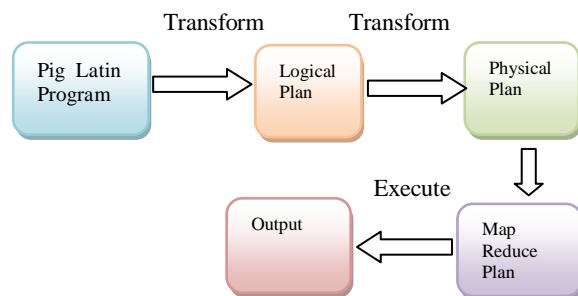 Transform
Transform
Pig Latin
Program
Logical
Plan
Physical
Plan
Execute
Output
Map
Reduce
Plan